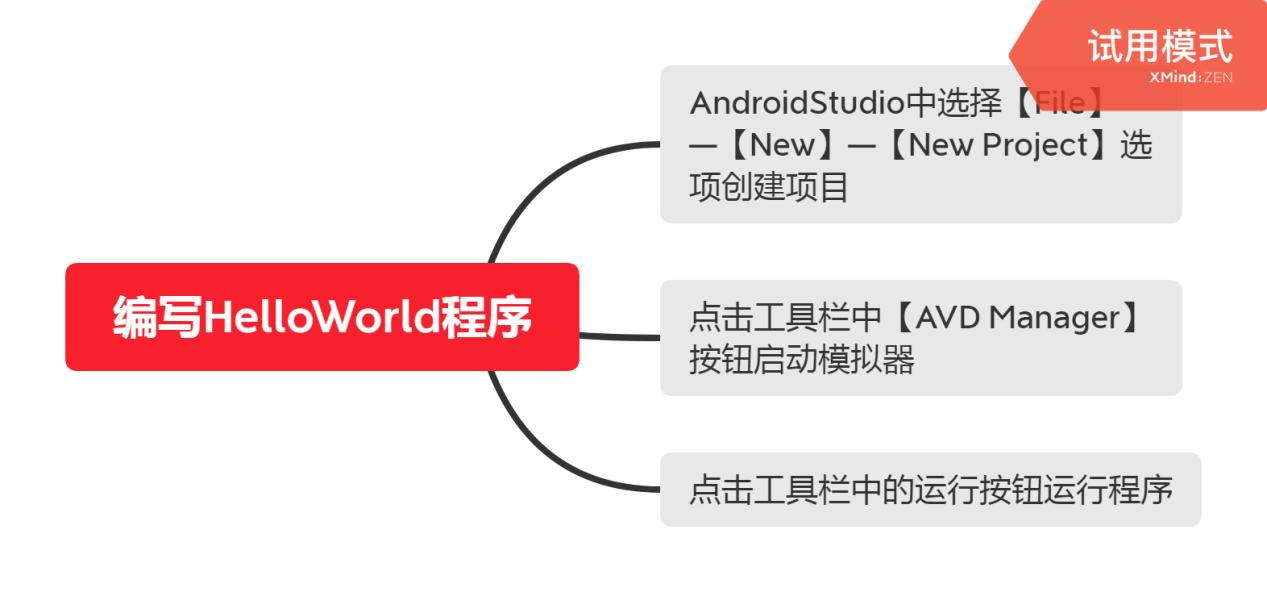 试用模式
XMind:ZEN
AndroidStudio中选择【File】
—【New】—【New Project】选
项创建项目
编写HelloWorld程序
点击工具栏中【AVD Manager】
按钮启动模拟器
点击工具栏中的运行按钮运行程序